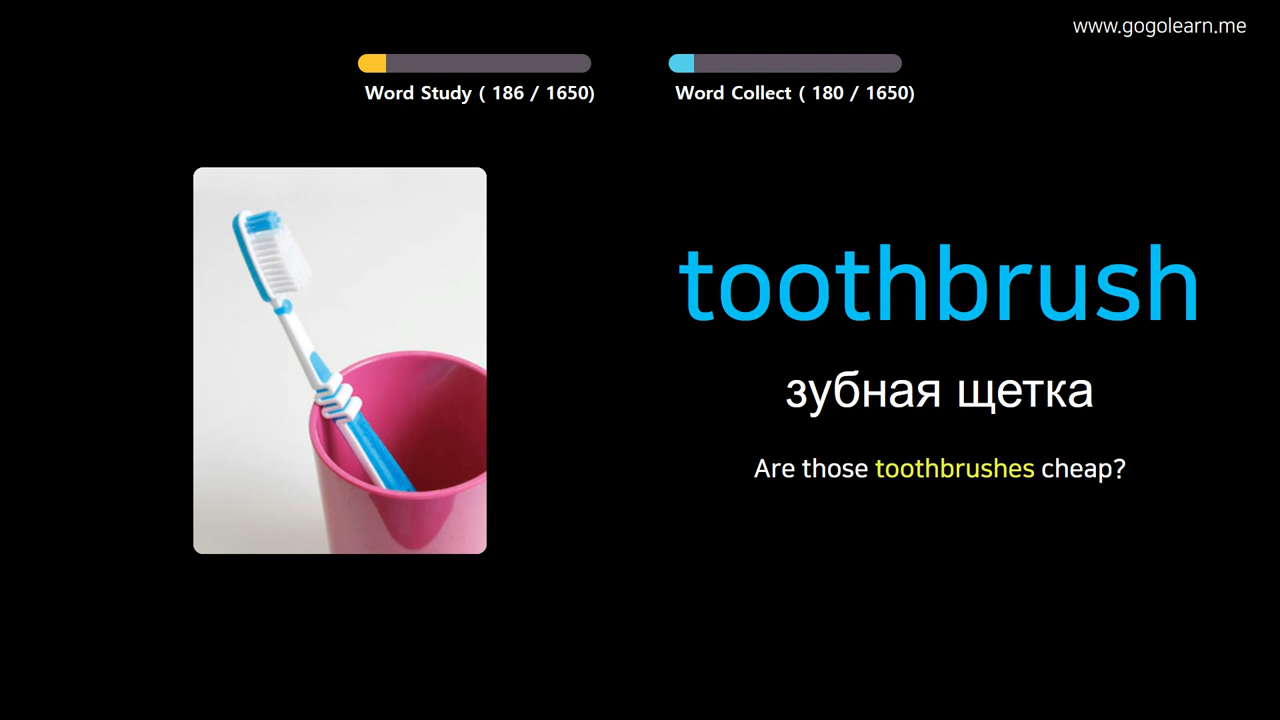 www.gogolearn.me
Word Study ( 186 / 1650)
Word Collect ( 180 / 1650)
toothbrush
зубная щетка
Are those toothbrushes cheap?